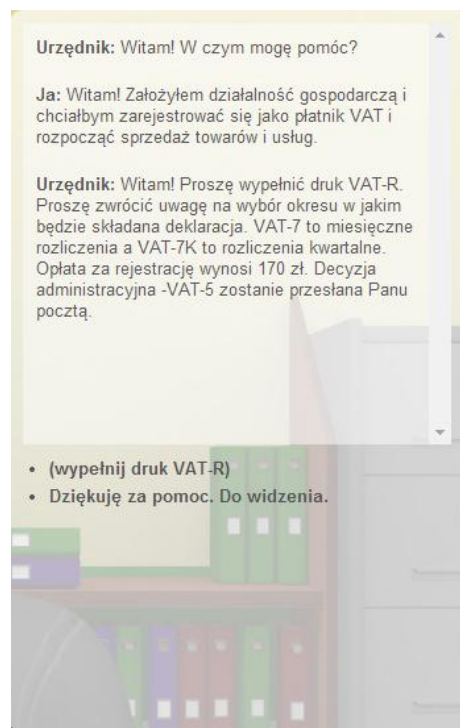 Urzędnik: Witam! W czym mogę pomóc?
Ja: Witam! Założyłem działalność gospodarczą i
chciałbym zarejestrować się jako płatnik VAT i
rozpocząć sprzedaż towarów i usług.
Urzędnik: Witam! Proszę wypełnić druk VAT-R.
Proszę zwrócić uwagę na wybór okresu w jakim
będzie składana deklaracja. VAT-7 to miesięczne
rozliczenia a VAT-7K to rozliczenia kwartalne.
Opłata za rejestrację wynosi 170 zł. Decyzja
administracyjna -VAT-5 zostanie przesłana Panu
pocztą.
• (wypełnij druk VAT-R)
• Dziękuję za pomoc. Do widzenia.